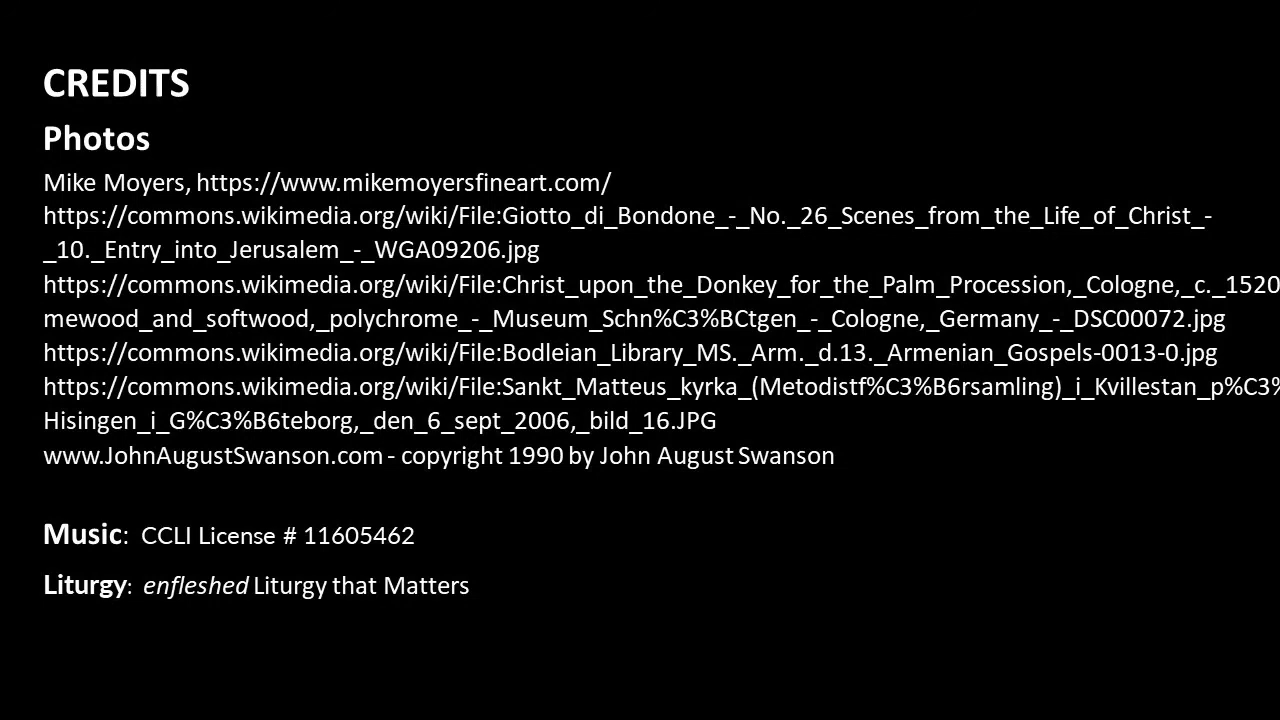 CREDITS
Photos
Mike Moyers, https://www.mikemoyersfineart.com/
https://commons.wikimedia.org/wiki/File:Giotto_di_Bondone_-_No._26_Scenes_from_the_Life_of_Christ_-
_10._Entry_into_Jerusalem_-_WGA09206.jpg
https://commons.wikimedia.org/wiki/File:Christ_upon_the_Donkey_for_the_Palm_Procession,_Cologne,_c._1520
mewood_and_softwood,_polychrome_-_Museum_Schn%C3%BCtgen_-_Cologne,_Germany_-_DSC00072.jpg
https://commons.wikimedia.org/wiki/File:Bodleian_Library_MS._Arm._d.13._Armenian_Gospels-0013-0.jpg
https://commons.wikimedia.org/wiki/File:Sankt_Matteus_kyrka_(Metodistf%C3%B6rsamling)_i_Kvillestan_p%C3%
Hisingen_i_G%C3%B6teborg,_den_6_sept_2006,_bild_16.JPG
www.JohnAugustSwanson.com - copyright 1990 by John August Swanson
Music: CCLI License # 11605462
Liturgy: enfleshed Liturgy that Matters